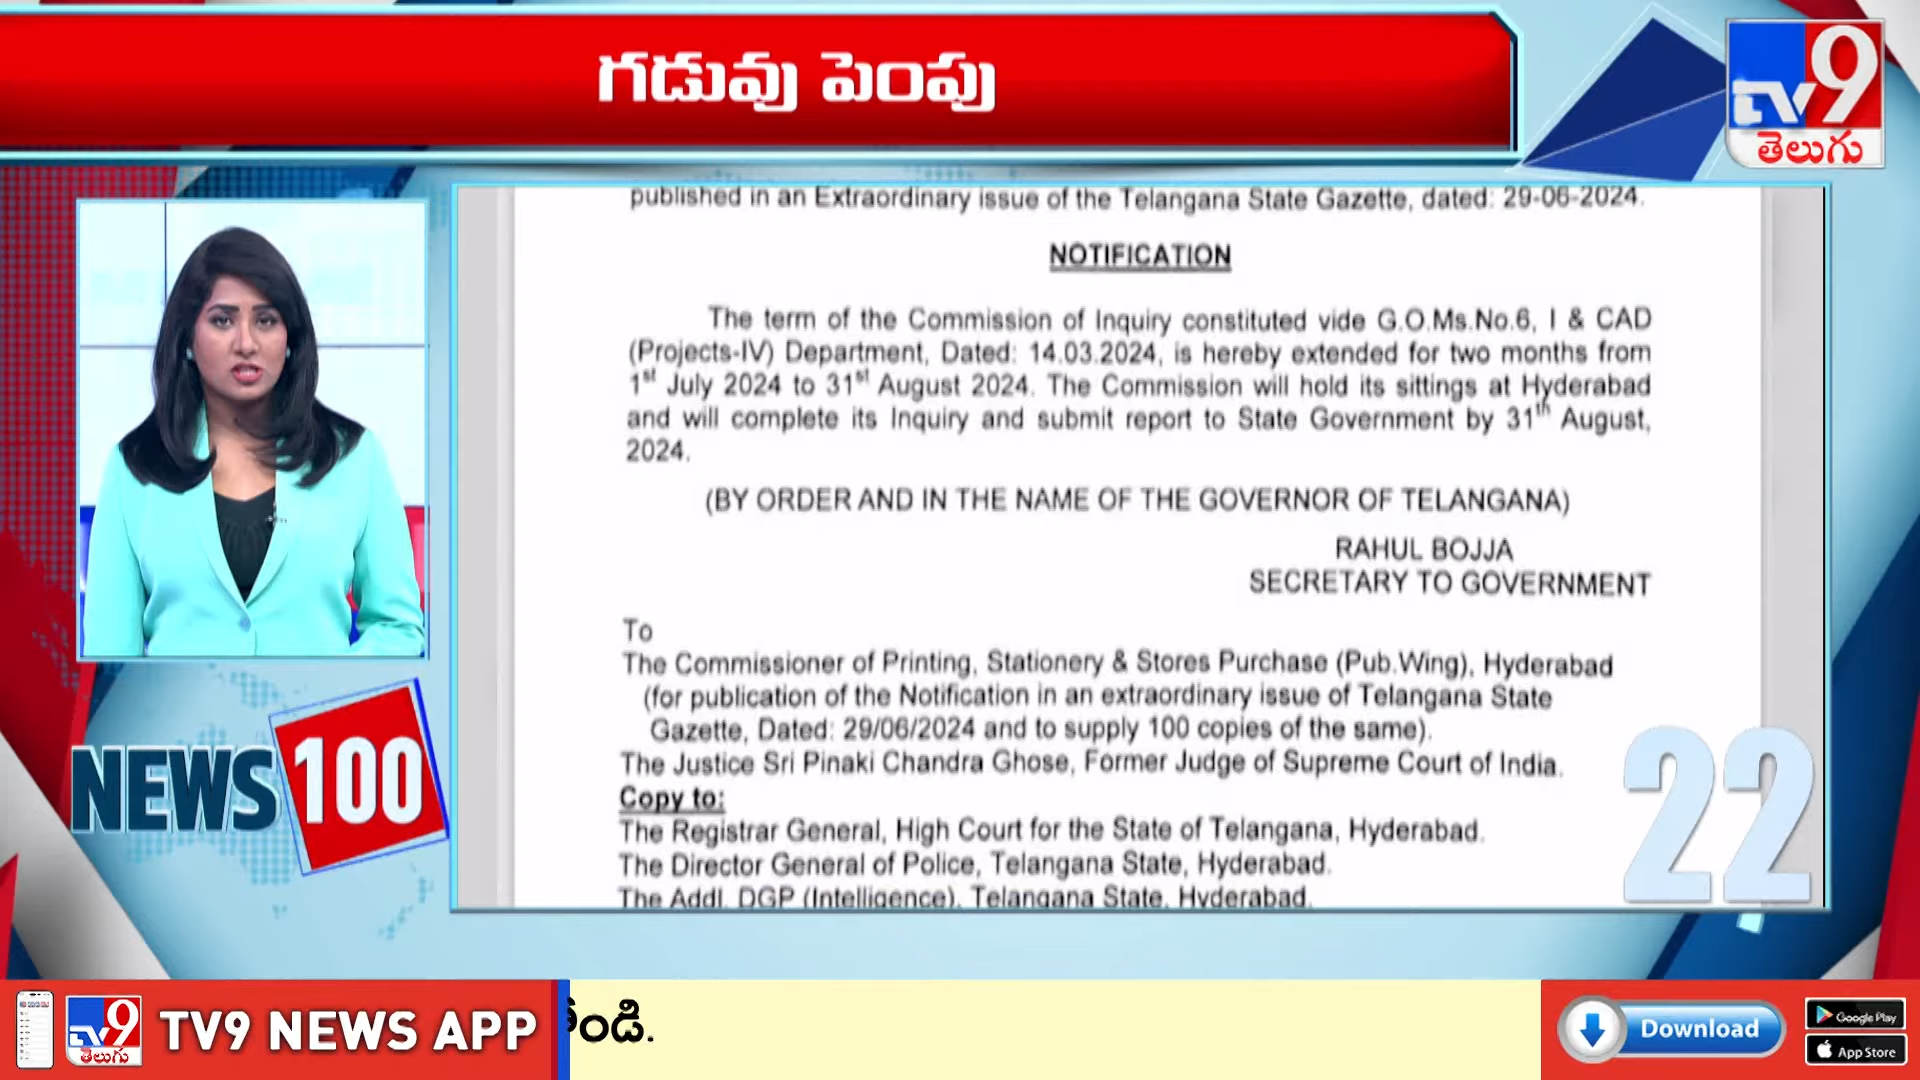 గడువు పెంపు
TV9
తెలుగు
published in an Extraordinary issue of the Telangana State Gazette, dated: 29-06-2024.
NOTIFICATION
The term of the Commission of Inquiry constituted vide G.O.Ms.No.6, I & CAD
(Projects-IV) Department, Dated: 14.03.2024, is hereby extended for two months from
1st July 2024 to 31st August 2024. The Commission will hold its sittings at Hyderabad
and will complete its Inquiry and submit report to State Government by 31th August,
2024.
(BY ORDER AND IN THE NAME OF THE GOVERNOR OF TELANGANA)
RAHUL BOJJA
SECRETARY TO GOVERNMENT
To
The Commissioner of Printing, Stationery & Stores Purchase (Pub.Wing), Hyderabad
(for publication of the Notification in an extraordinary issue of Telangana State
Gazette, Dated: 29/06/2024 and to supply 100 copies of the same).
The Justice Sri Pinaki Chandra Ghose, Former Judge of Supreme Court of India.
Copy to:
The Registrar General, High Court for the State of Telangana, Hyderabad.
The Director General of Police, Telangana State, Hyderabad.
The Addl. DGP (Intelligence), Telangana State, Hyderabad.
NEWS 100
22
TV9
తెలుగు
TV9 NEWS APP
Download
Google Play
App Store